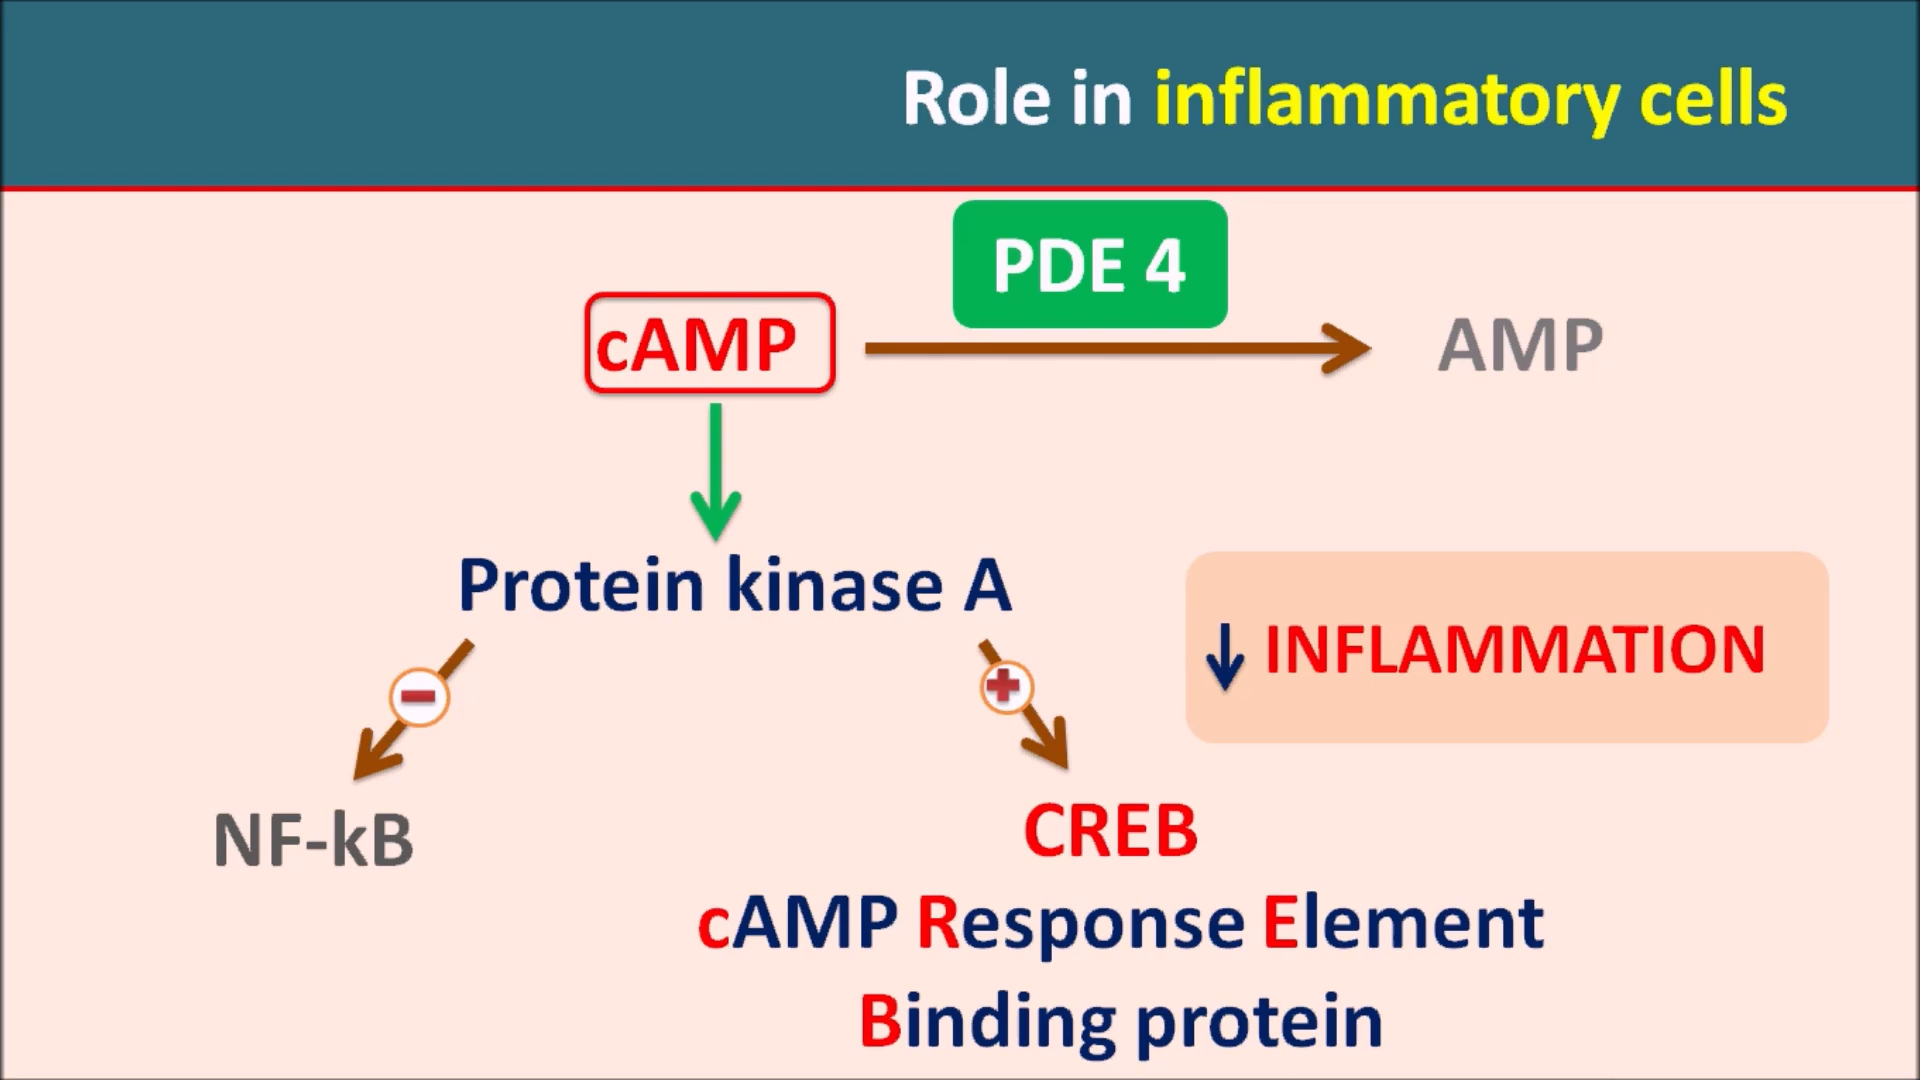 Role in inflammatory cells
PDE 4
cAMP
AMP
Protein kinase A
INFLAMMATION
NF-kB
CREB
cAMP Response Element
Binding protein